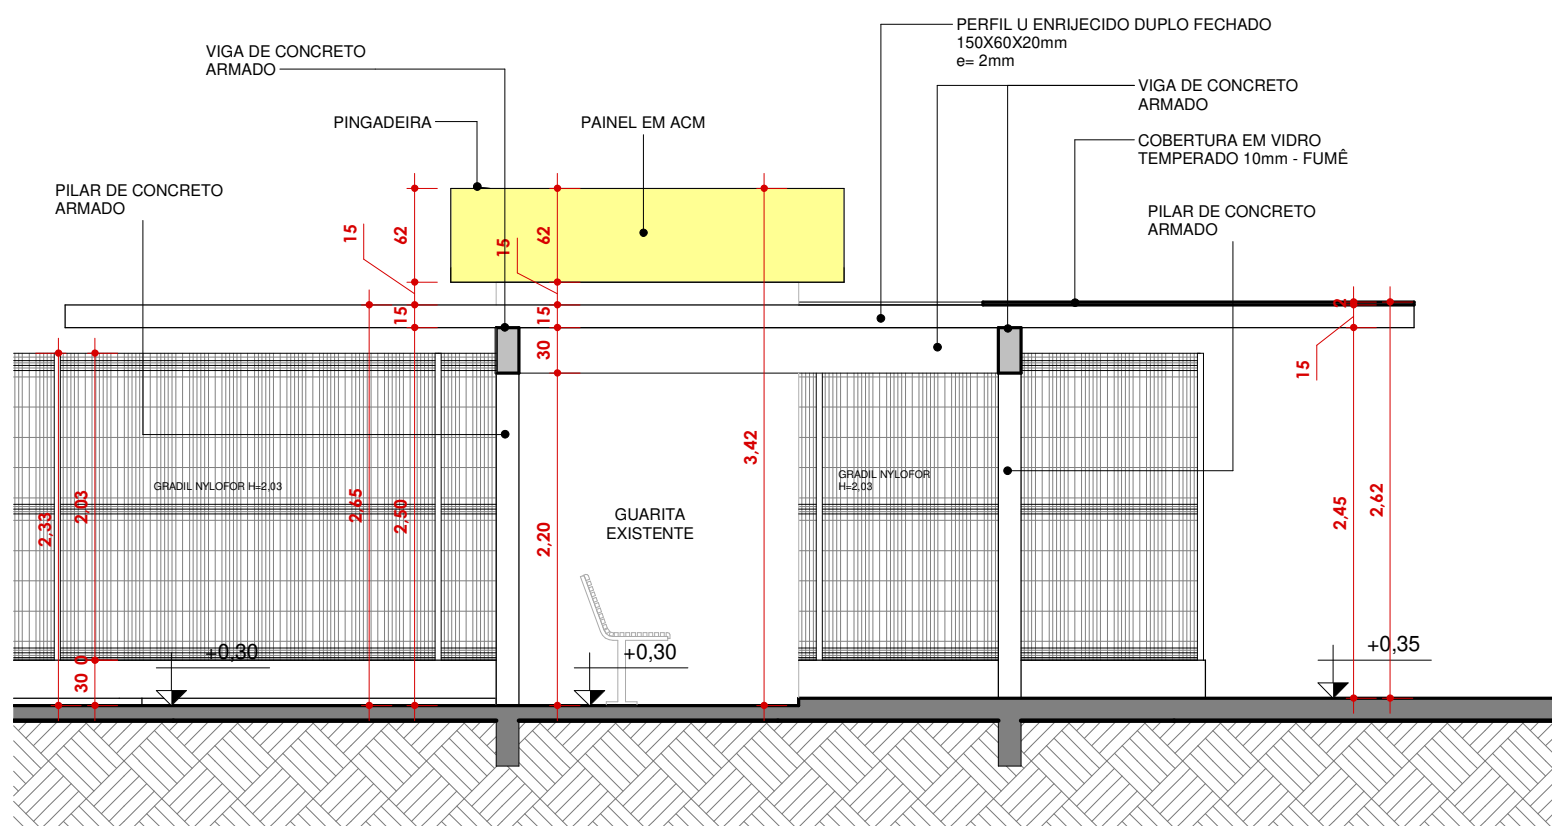 PERFIL U ENRIJECIDO DUPLO FECHADO
150X60X20mm
e= 2mm
VIGA DE CONCRETO
ARMADO
VIGA DE CONCRETO
ARMADO
PINGADEIRA
PAINEL EM ACM
COBERTURA EM VIDRO
TEMPERADO 10mm - FUMÊ
PILAR DE CONCRETO
ARMADO
PILAR DE CONCRETO
ARMADO
15
62
15
62
15
15
30
2
15
3,42
GRADIL NYLOFOR H=2,03
GRADIL NYLOFOR
H=2,03
2,33
2,03
2,65
2,50
2,20
GUARITA
EXISTENTE
2,45
2,62
30
0
+0,30
+0,30
+0,35